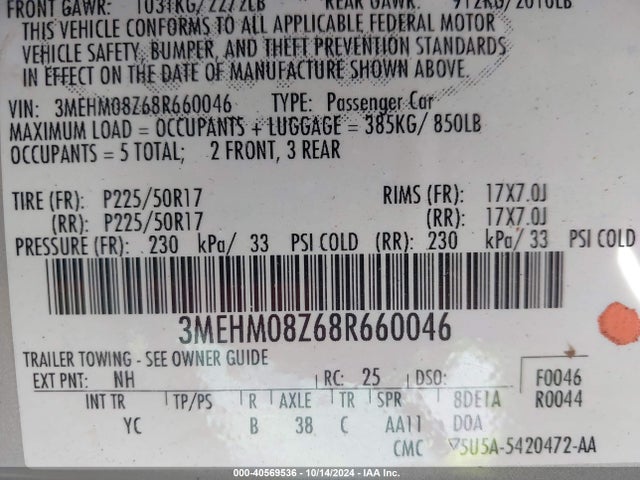 FRONT GAWR: 1031KG/2272LB REAR GAWR: 912KG/2010LB
THIS VEHICLE CONFORMS TO ALL APPLICABLE FEDERAL MOTOR
VEHICLE SAFETY, BUMPER, AND THEFT PREVENTION STANDARDS
IN EFFECT ON THE DATE OF MANUFACTURE SHOWN ABOVE.
VIN: 3MEHM08Z68R660046 TYPE: Passenger Car
MAXIMUM LOAD = OCCUPANTS + LUGGAGE = 385KG/ 850LB
OCCUPANTS = 5 TOTAL; 2 FRONT, 3 REAR
TIRE (FR): P225/50R17 RIMS (FR): 17X7.0J
(RR): P225/50R17 (RR): 17X7.0J
PRESSURE (FR): 230 kPa/ 33 PSI COLD (RR): 230 kPa/ 33 PSI COLD
3MEHM08Z68R660046
TRAILER TOWING - SEE OWNER GUIDE
EXT PNT: NH RC: 25 DSO: F0046
INT TR TP/PS R AXLE TR SPR 8DE1A R0044
YC B 38 C AA11 DOA
CMC 5U5A-5420472-AA
000-40569536 - 10/14/2024 - IAA Inc.